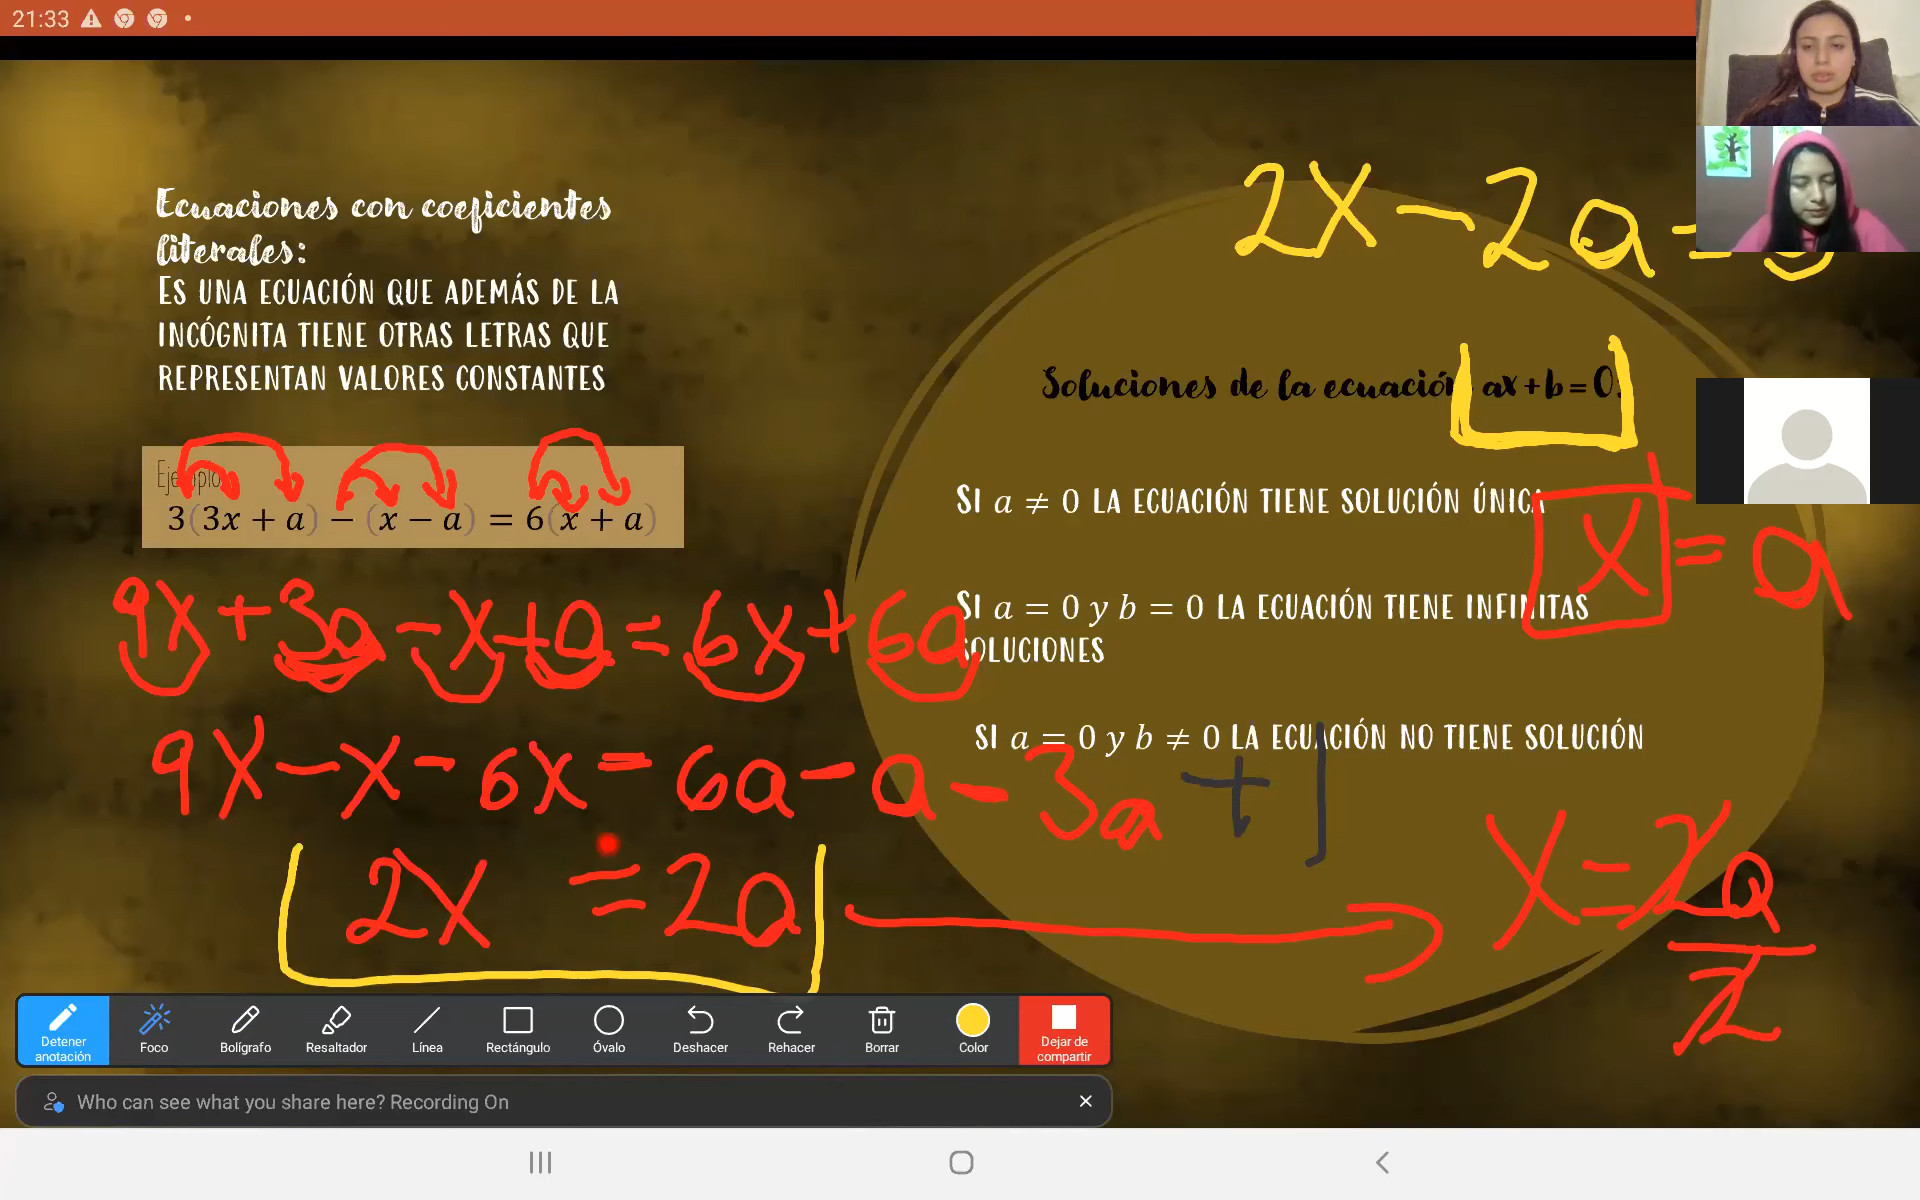 21:33
Ecuaciones con coeficientes
literales:
ES UNA ECUACIÓN QUE ADEMÁS DE LA
INCÓGNITA TIENE OTRAS LETRAS QUE
REPRESENTAN VALORES CONSTANTES
3(3x + a) − (x − a) = 6(x + a)
9x + 3a − x + a = 6x + 6a
9x − x − 6x = 6a − a − 3a +
2x = 2a
2x − 2a =
Soluciones de la ecuación ax + b = 0
SI a ≠ 0 LA ECUACIÓN TIENE SOLUCIÓN ÚNICA
x = a
SI a = 0 y b = 0 LA ECUACIÓN TIENE INFINITAS
SOLUCIONES
SI a = 0 y b ≠ 0 LA ECUACIÓN NO TIENE SOLUCIÓN
x = 2a
2
Detener
anotación
Foco
Bolígrafo
Resaltador
Línea
Rectángulo
Óvalo
Deshacer
Rehacer
Borrar
Color
Dejar de
compartir
Who can see what you share here? Recording On